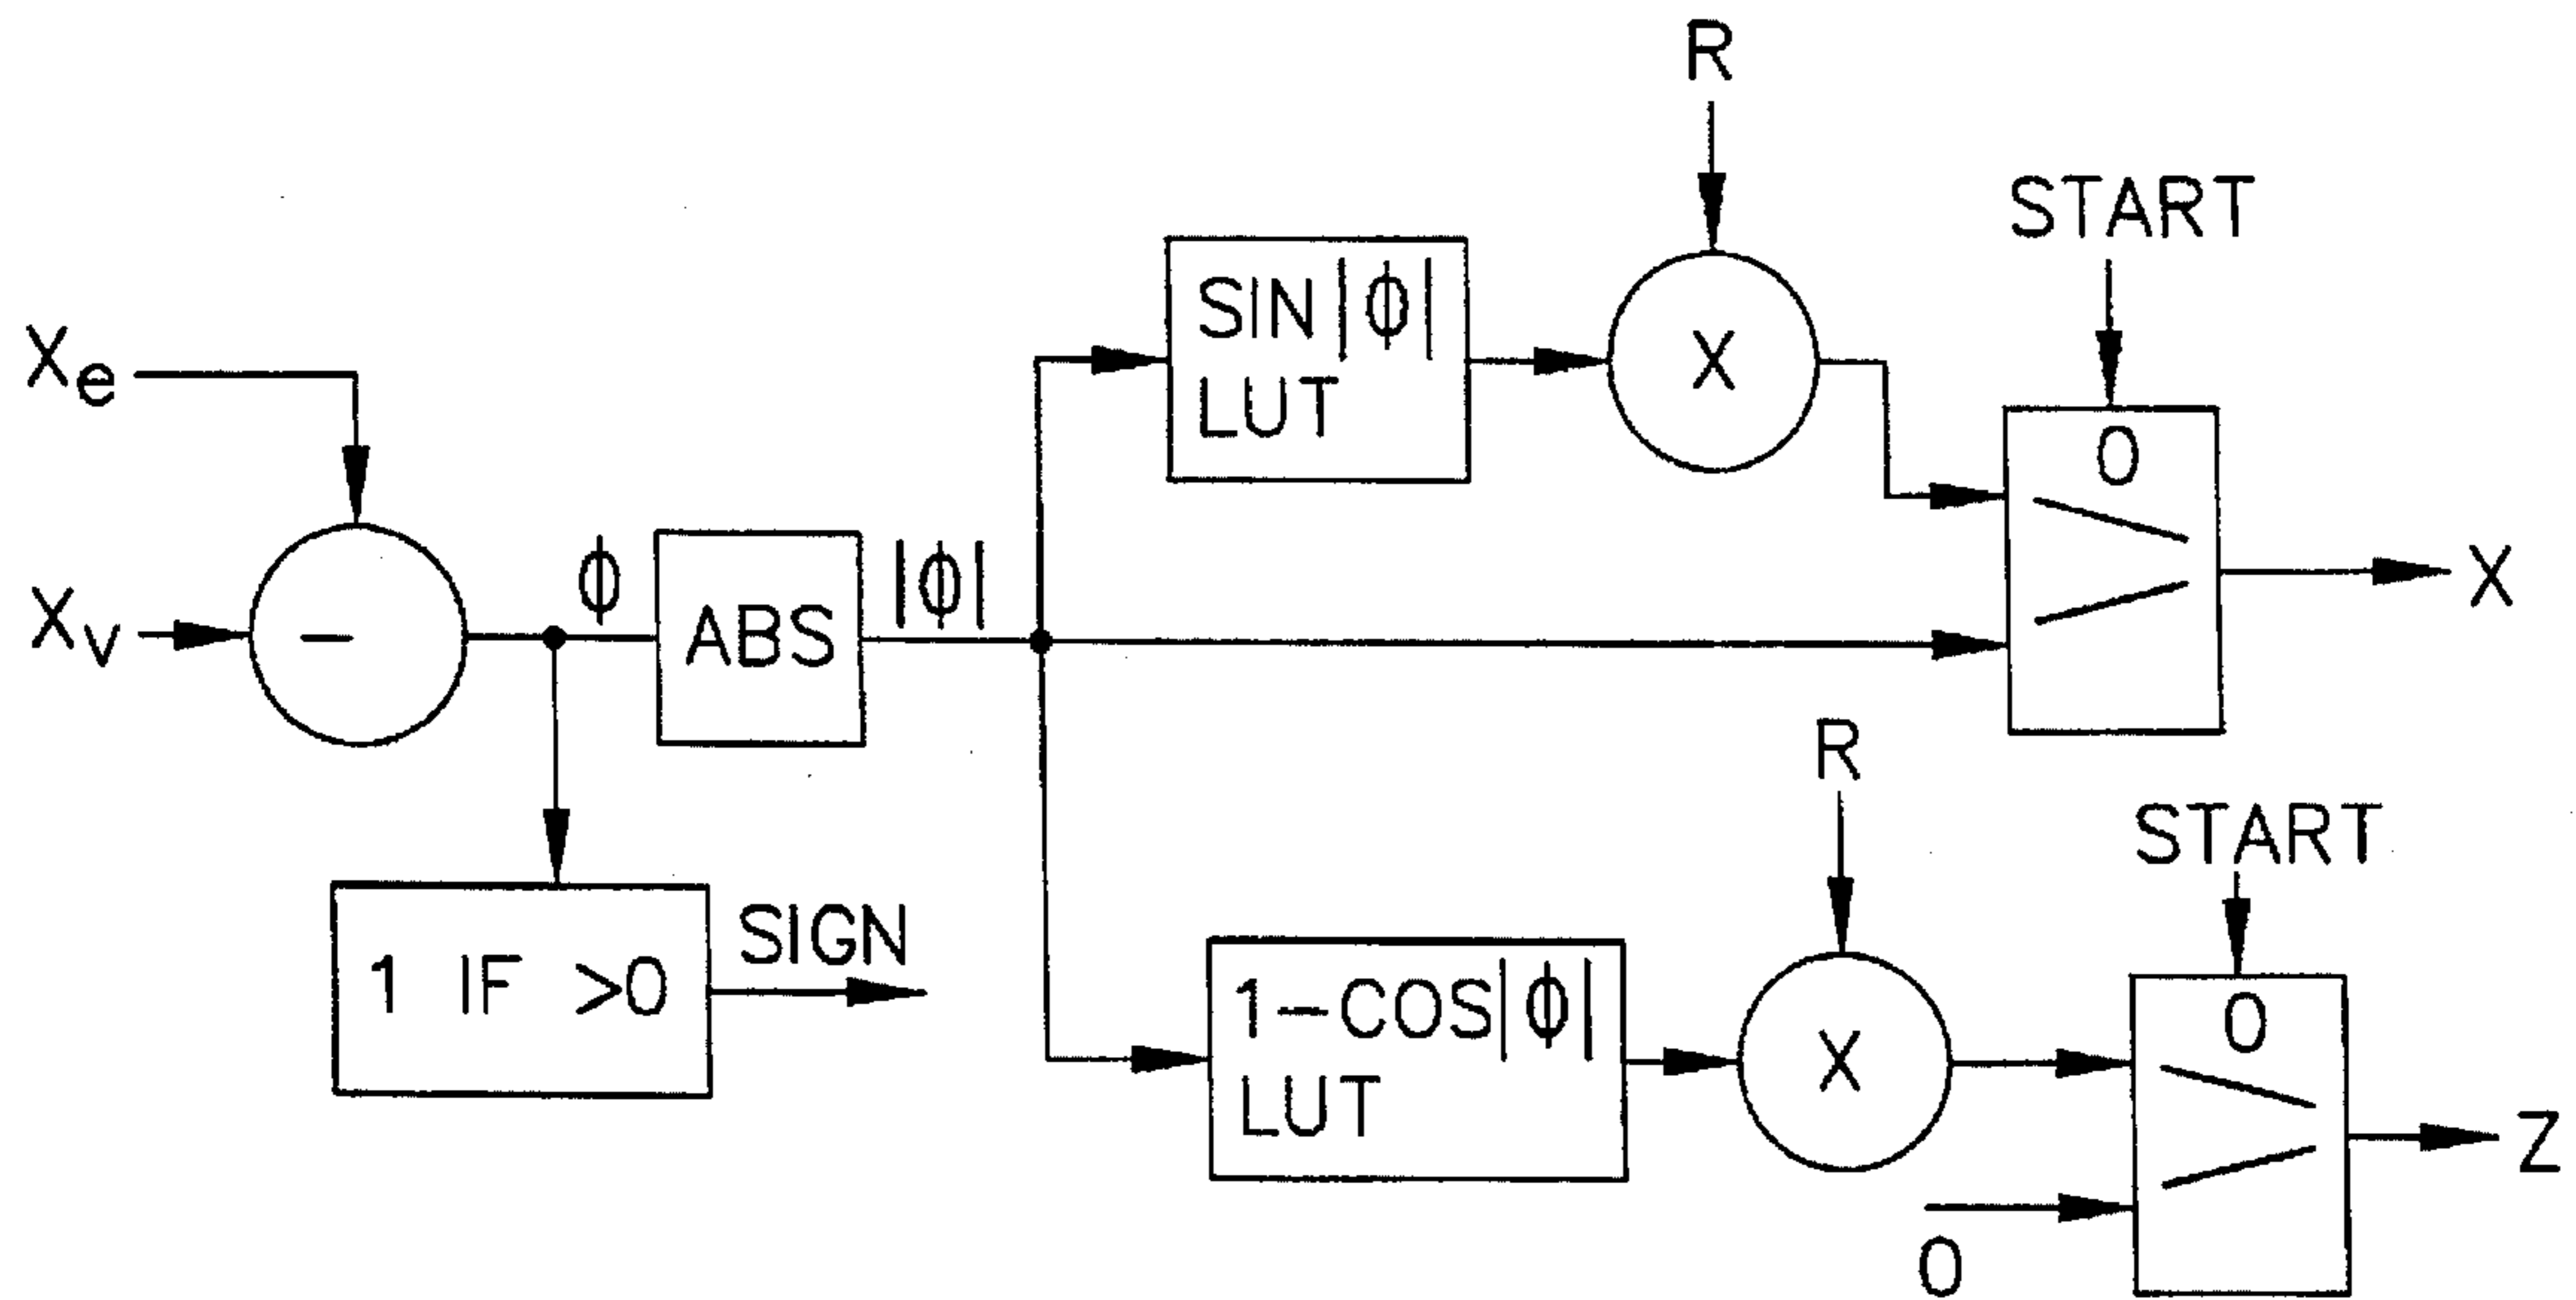 R
START
SIN|ϕ|
LUT
X
0
Xe
Xv
-
ϕ
ABS
|ϕ|
X
R
START
1 IF >0
SIGN
1-COS|ϕ|
LUT
X
0
Z
0